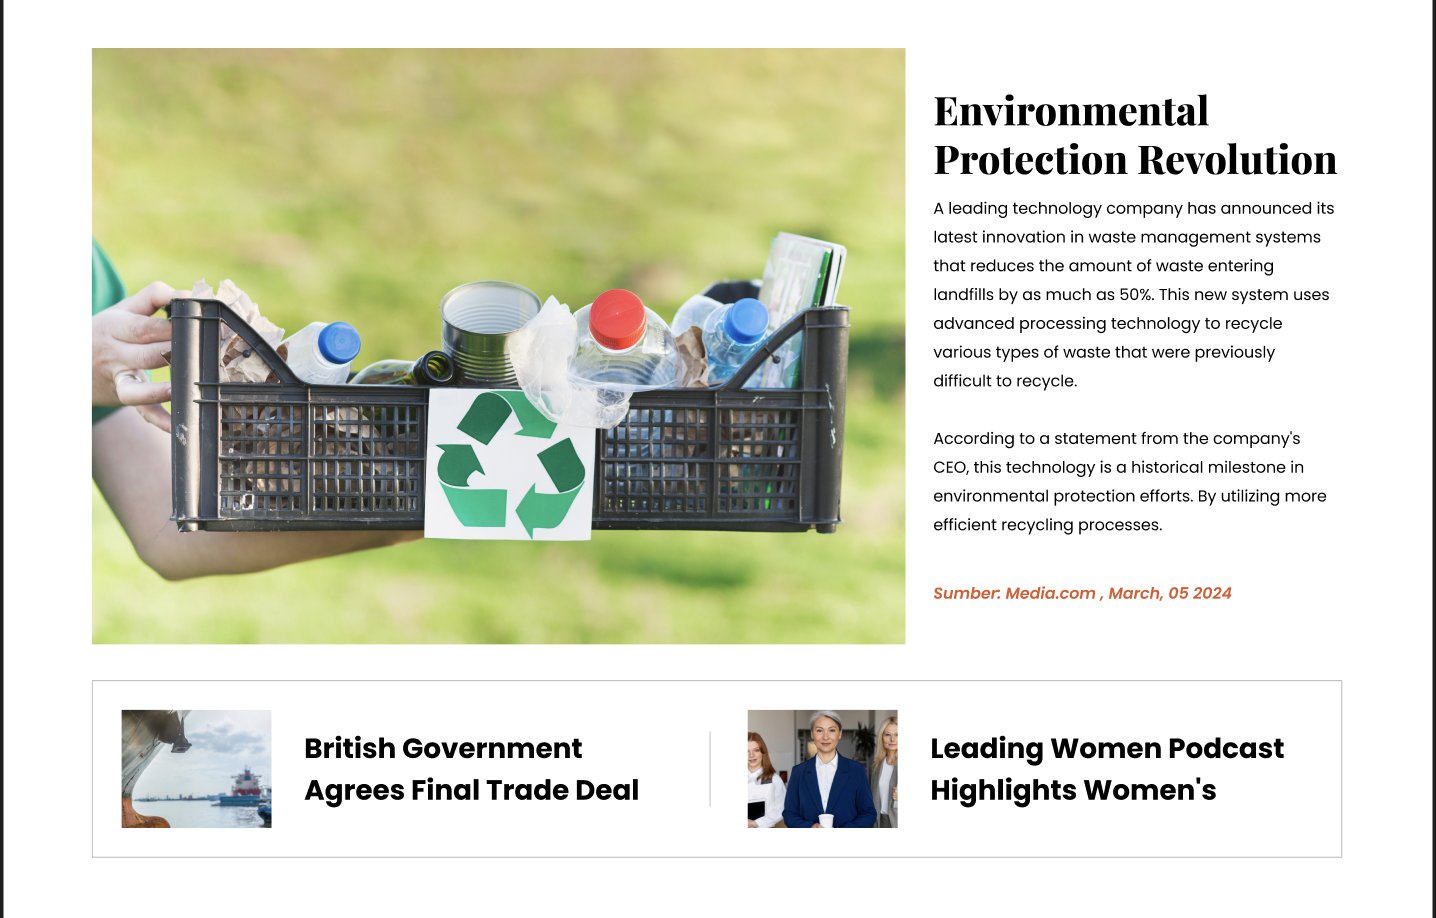 Environmental
Protection Revolution
A leading technology company has announced its
latest innovation in waste management systems
that reduces the amount of waste entering
landfills by as much as 50%. This new system uses
advanced processing technology to recycle
various types of waste that were previously
difficult to recycle.
According to a statement from the company's
CEO, this technology is a historical milestone in
environmental protection efforts. By utilizing more
efficient recycling processes.
Sumber: Media.com , March, 05 2024
British Government
Agrees Final Trade Deal
Leading Women Podcast
Highlights Women's